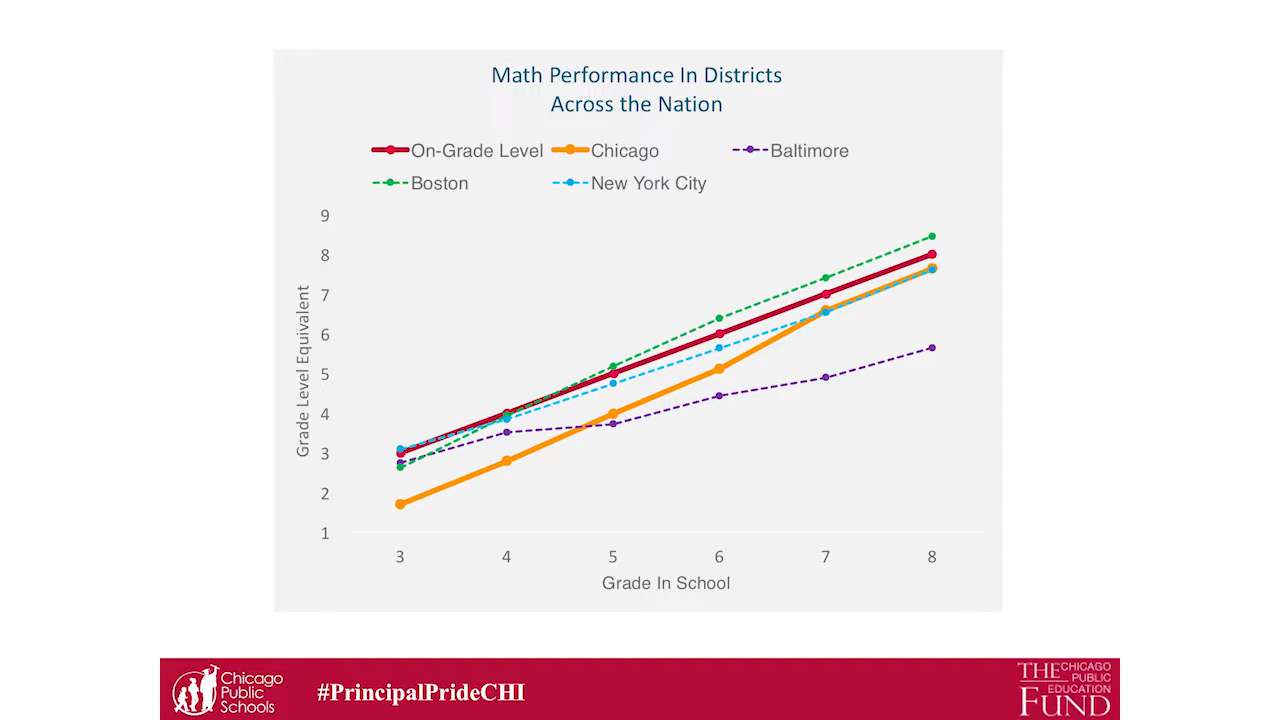 Math Performance In Districts
Across the Nation
On-Grade Level Chicago Baltimore
Boston New York City
9
8
7
6
5
4
3
2
1
Grade Level Equivalent
3 4 5 6 7 8
Grade In School
Chicago
Public
Schools
#PrincipalPrideCHI
THE CHICAGO
PUBLIC
EDUCATION
FUND